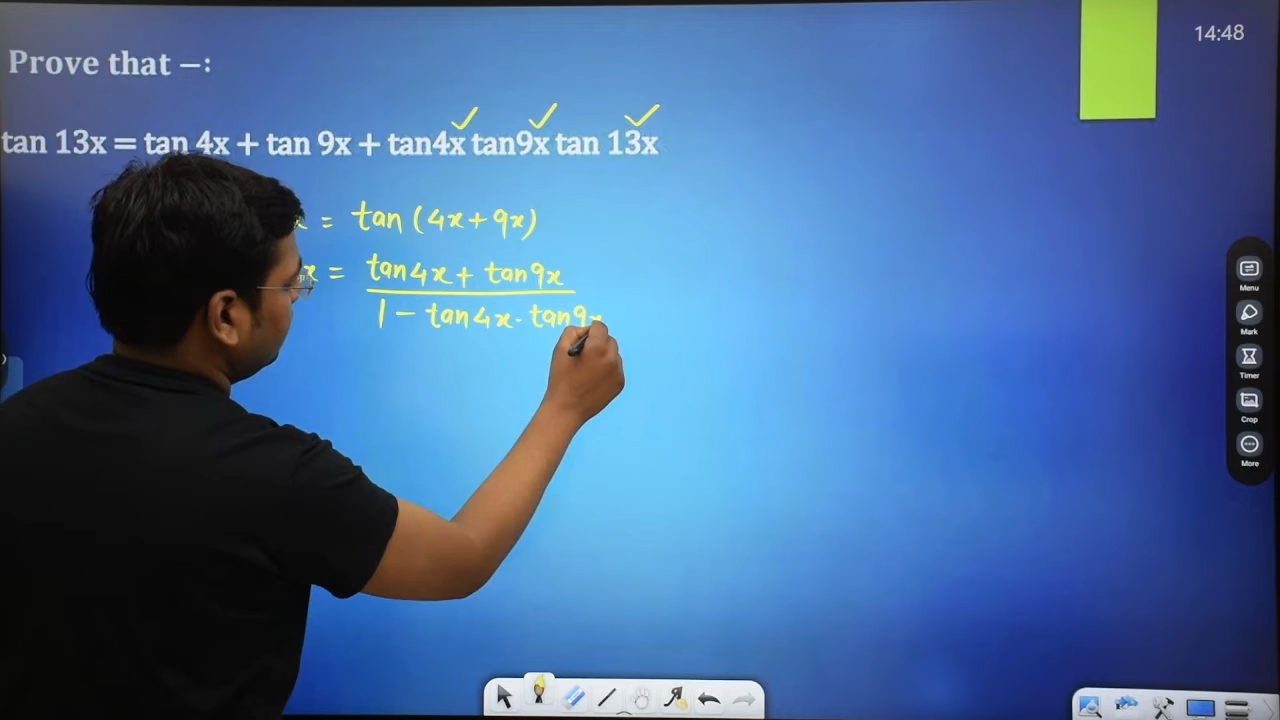 14:48
Prove that –:
tan 13x = tan 4x + tan 9x + tan4x tan9x tan 13x
x = tan (4x+9x)
x = tan4x + tan9x
1 – tan4x · tan9x
Menu
Mark
Timer
Crop
More